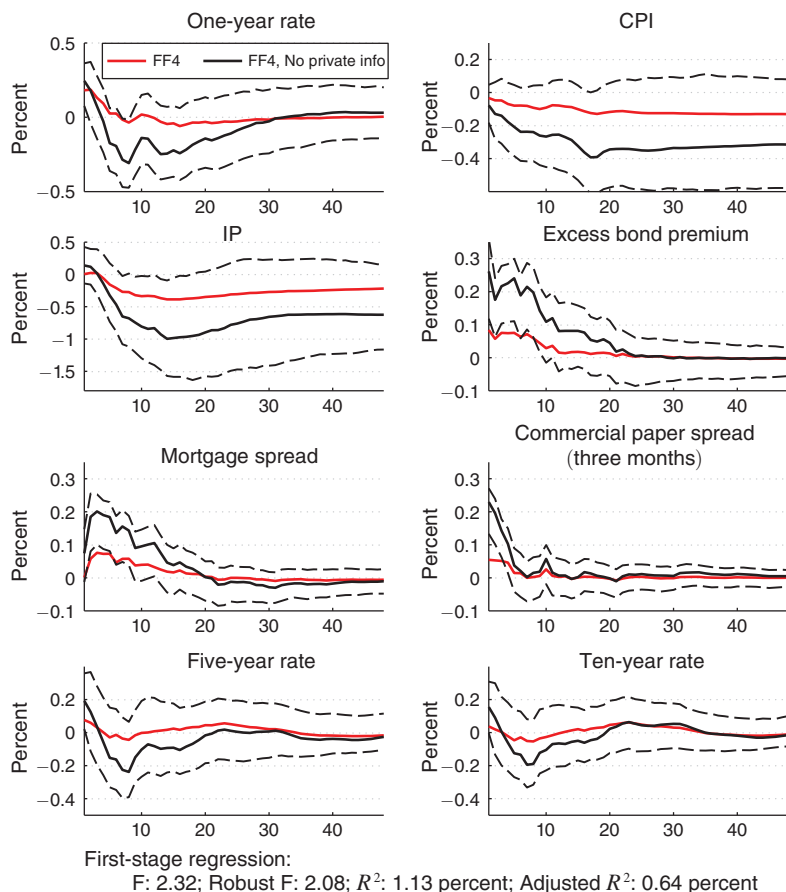 One-year rate
CPI
FF4
FF4, No private info
Percent
0.5
0
−0.5
10 20 30 40
Percent
0.2
0
−0.2
−0.4
10 20 30 40
IP
Excess bond premium
Percent
0.5
0
−0.5
−1
−1.5
10 20 30 40
Percent
0.3
0.2
0.1
0
−0.1
10 20 30 40
Mortgage spread
Commercial paper spread
(three months)
Percent
0.3
0.2
0.1
0
−0.1
10 20 30 40
Percent
0.3
0.2
0.1
0
−0.1
10 20 30 40
Five-year rate
Ten-year rate
Percent
0.2
0
−0.2
−0.4
10 20 30 40
Percent
0.2
0
−0.2
−0.4
10 20 30 40
First-stage regression:
F: 2.32; Robust F: 2.08; R²: 1.13 percent; Adjusted R²: 0.64 percent